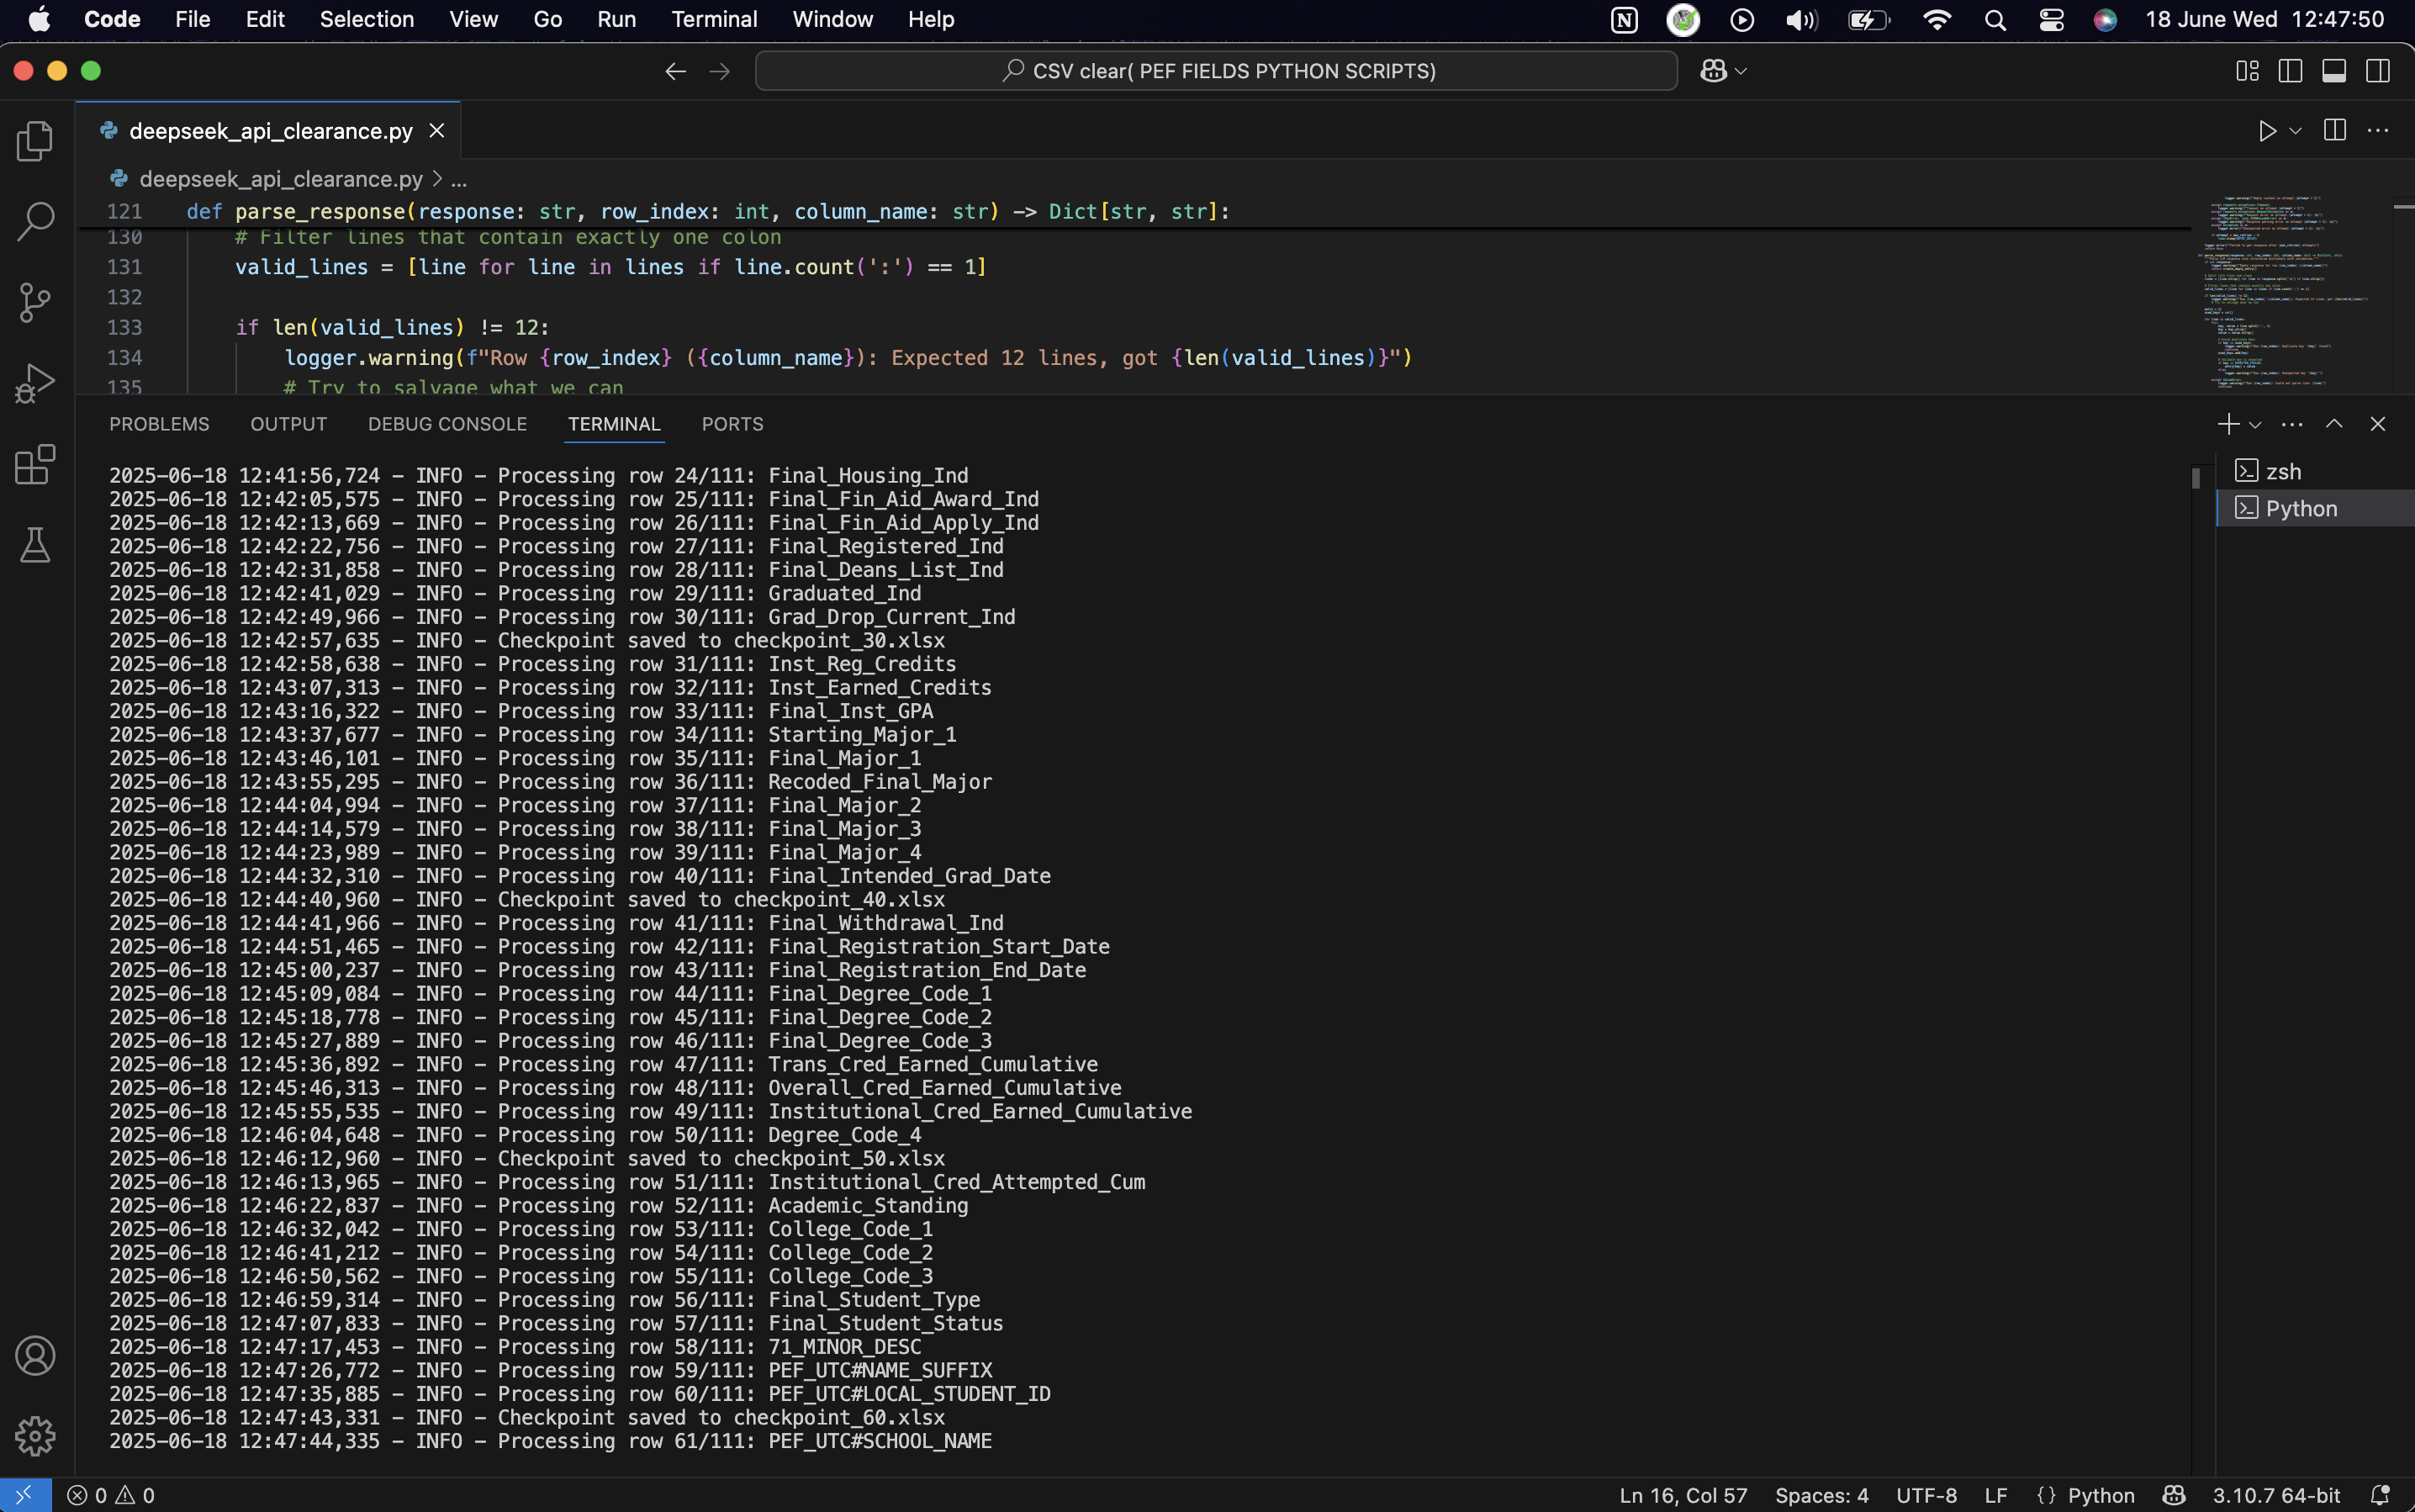 Code File Edit Selection View Go Run Terminal Window Help 18 June Wed 12:47:50
CSV clear( PEF FIELDS PYTHON SCRIPTS)
deepseek_api_clearance.py
deepseek_api_clearance.py > ...
121 def parse_response(response: str, row_index: int, column_name: str) -> Dict[str, str]:
130 # Filter lines that contain exactly one colon
131 valid_lines = [line for line in lines if line.count(':') == 1]
132
133 if len(valid_lines) != 12:
134 logger.warning(f"Row {row_index} ({column_name}): Expected 12 lines, got {len(valid_lines)}")
135 # Try to salvage what we can
PROBLEMS OUTPUT DEBUG CONSOLE TERMINAL PORTS
zsh
Python
2025-06-18 12:41:56,724 - INFO - Processing row 24/111: Final_Housing_Ind
2025-06-18 12:42:05,575 - INFO - Processing row 25/111: Final_Fin_Aid_Award_Ind
2025-06-18 12:42:13,669 - INFO - Processing row 26/111: Final_Fin_Aid_Apply_Ind
2025-06-18 12:42:22,756 - INFO - Processing row 27/111: Final_Registered_Ind
2025-06-18 12:42:31,858 - INFO - Processing row 28/111: Final_Deans_List_Ind
2025-06-18 12:42:41,029 - INFO - Processing row 29/111: Graduated_Ind
2025-06-18 12:42:49,966 - INFO - Processing row 30/111: Grad_Drop_Current_Ind
2025-06-18 12:42:57,635 - INFO - Checkpoint saved to checkpoint_30.xlsx
2025-06-18 12:42:58,638 - INFO - Processing row 31/111: Inst_Reg_Credits
2025-06-18 12:43:07,313 - INFO - Processing row 32/111: Inst_Earned_Credits
2025-06-18 12:43:16,322 - INFO - Processing row 33/111: Final_Inst_GPA
2025-06-18 12:43:37,677 - INFO - Processing row 34/111: Starting_Major_1
2025-06-18 12:43:46,101 - INFO - Processing row 35/111: Final_Major_1
2025-06-18 12:43:55,295 - INFO - Processing row 36/111: Recoded_Final_Major
2025-06-18 12:44:04,994 - INFO - Processing row 37/111: Final_Major_2
2025-06-18 12:44:14,579 - INFO - Processing row 38/111: Final_Major_3
2025-06-18 12:44:23,989 - INFO - Processing row 39/111: Final_Major_4
2025-06-18 12:44:32,310 - INFO - Processing row 40/111: Final_Intended_Grad_Date
2025-06-18 12:44:40,960 - INFO - Checkpoint saved to checkpoint_40.xlsx
2025-06-18 12:44:41,966 - INFO - Processing row 41/111: Final_Withdrawal_Ind
2025-06-18 12:44:51,465 - INFO - Processing row 42/111: Final_Registration_Start_Date
2025-06-18 12:45:00,237 - INFO - Processing row 43/111: Final_Registration_End_Date
2025-06-18 12:45:09,084 - INFO - Processing row 44/111: Final_Degree_Code_1
2025-06-18 12:45:18,778 - INFO - Processing row 45/111: Final_Degree_Code_2
2025-06-18 12:45:27,889 - INFO - Processing row 46/111: Final_Degree_Code_3
2025-06-18 12:45:36,892 - INFO - Processing row 47/111: Trans_Cred_Earned_Cumulative
2025-06-18 12:45:46,313 - INFO - Processing row 48/111: Overall_Cred_Earned_Cumulative
2025-06-18 12:45:55,535 - INFO - Processing row 49/111: Institutional_Cred_Earned_Cumulative
2025-06-18 12:46:04,648 - INFO - Processing row 50/111: Degree_Code_4
2025-06-18 12:46:12,960 - INFO - Checkpoint saved to checkpoint_50.xlsx
2025-06-18 12:46:13,965 - INFO - Processing row 51/111: Institutional_Cred_Attempted_Cum
2025-06-18 12:46:22,837 - INFO - Processing row 52/111: Academic_Standing
2025-06-18 12:46:32,042 - INFO - Processing row 53/111: College_Code_1
2025-06-18 12:46:41,212 - INFO - Processing row 54/111: College_Code_2
2025-06-18 12:46:50,562 - INFO - Processing row 55/111: College_Code_3
2025-06-18 12:46:59,314 - INFO - Processing row 56/111: Final_Student_Type
2025-06-18 12:47:07,833 - INFO - Processing row 57/111: Final_Student_Status
2025-06-18 12:47:17,453 - INFO - Processing row 58/111: 71_MINOR_DESC
2025-06-18 12:47:26,772 - INFO - Processing row 59/111: PEF_UTC#NAME_SUFFIX
2025-06-18 12:47:35,885 - INFO - Processing row 60/111: PEF_UTC#LOCAL_STUDENT_ID
2025-06-18 12:47:43,331 - INFO - Checkpoint saved to checkpoint_60.xlsx
2025-06-18 12:47:44,335 - INFO - Processing row 61/111: PEF_UTC#SCHOOL_NAME
0 0 Ln 16, Col 57 Spaces: 4 UTF-8 LF {} Python 3.10.7 64-bit